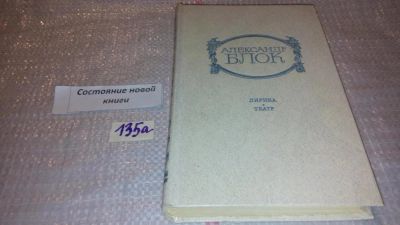 Состояние новой
книги
135а
АЛЕКСАНДР
БЛОК
ЛИРИКА
ТЕАТР